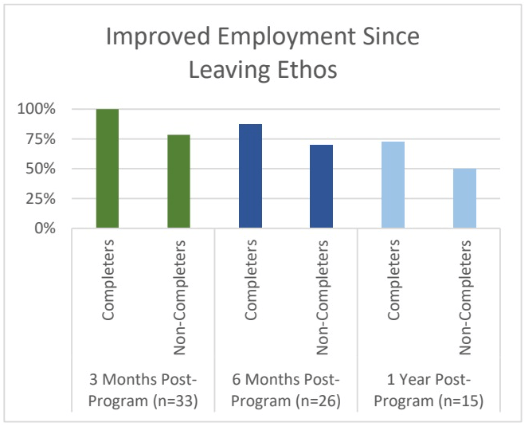 Improved Employment Since
Leaving Ethos
100%
75%
50%
25%
0%
Completers
Non-Completers
Completers
Non-Completers
Completers
Non-Completers
3 Months Post-
Program (n=33)
6 Months Post-
Program (n=26)
1 Year Post-
Program (n=15)